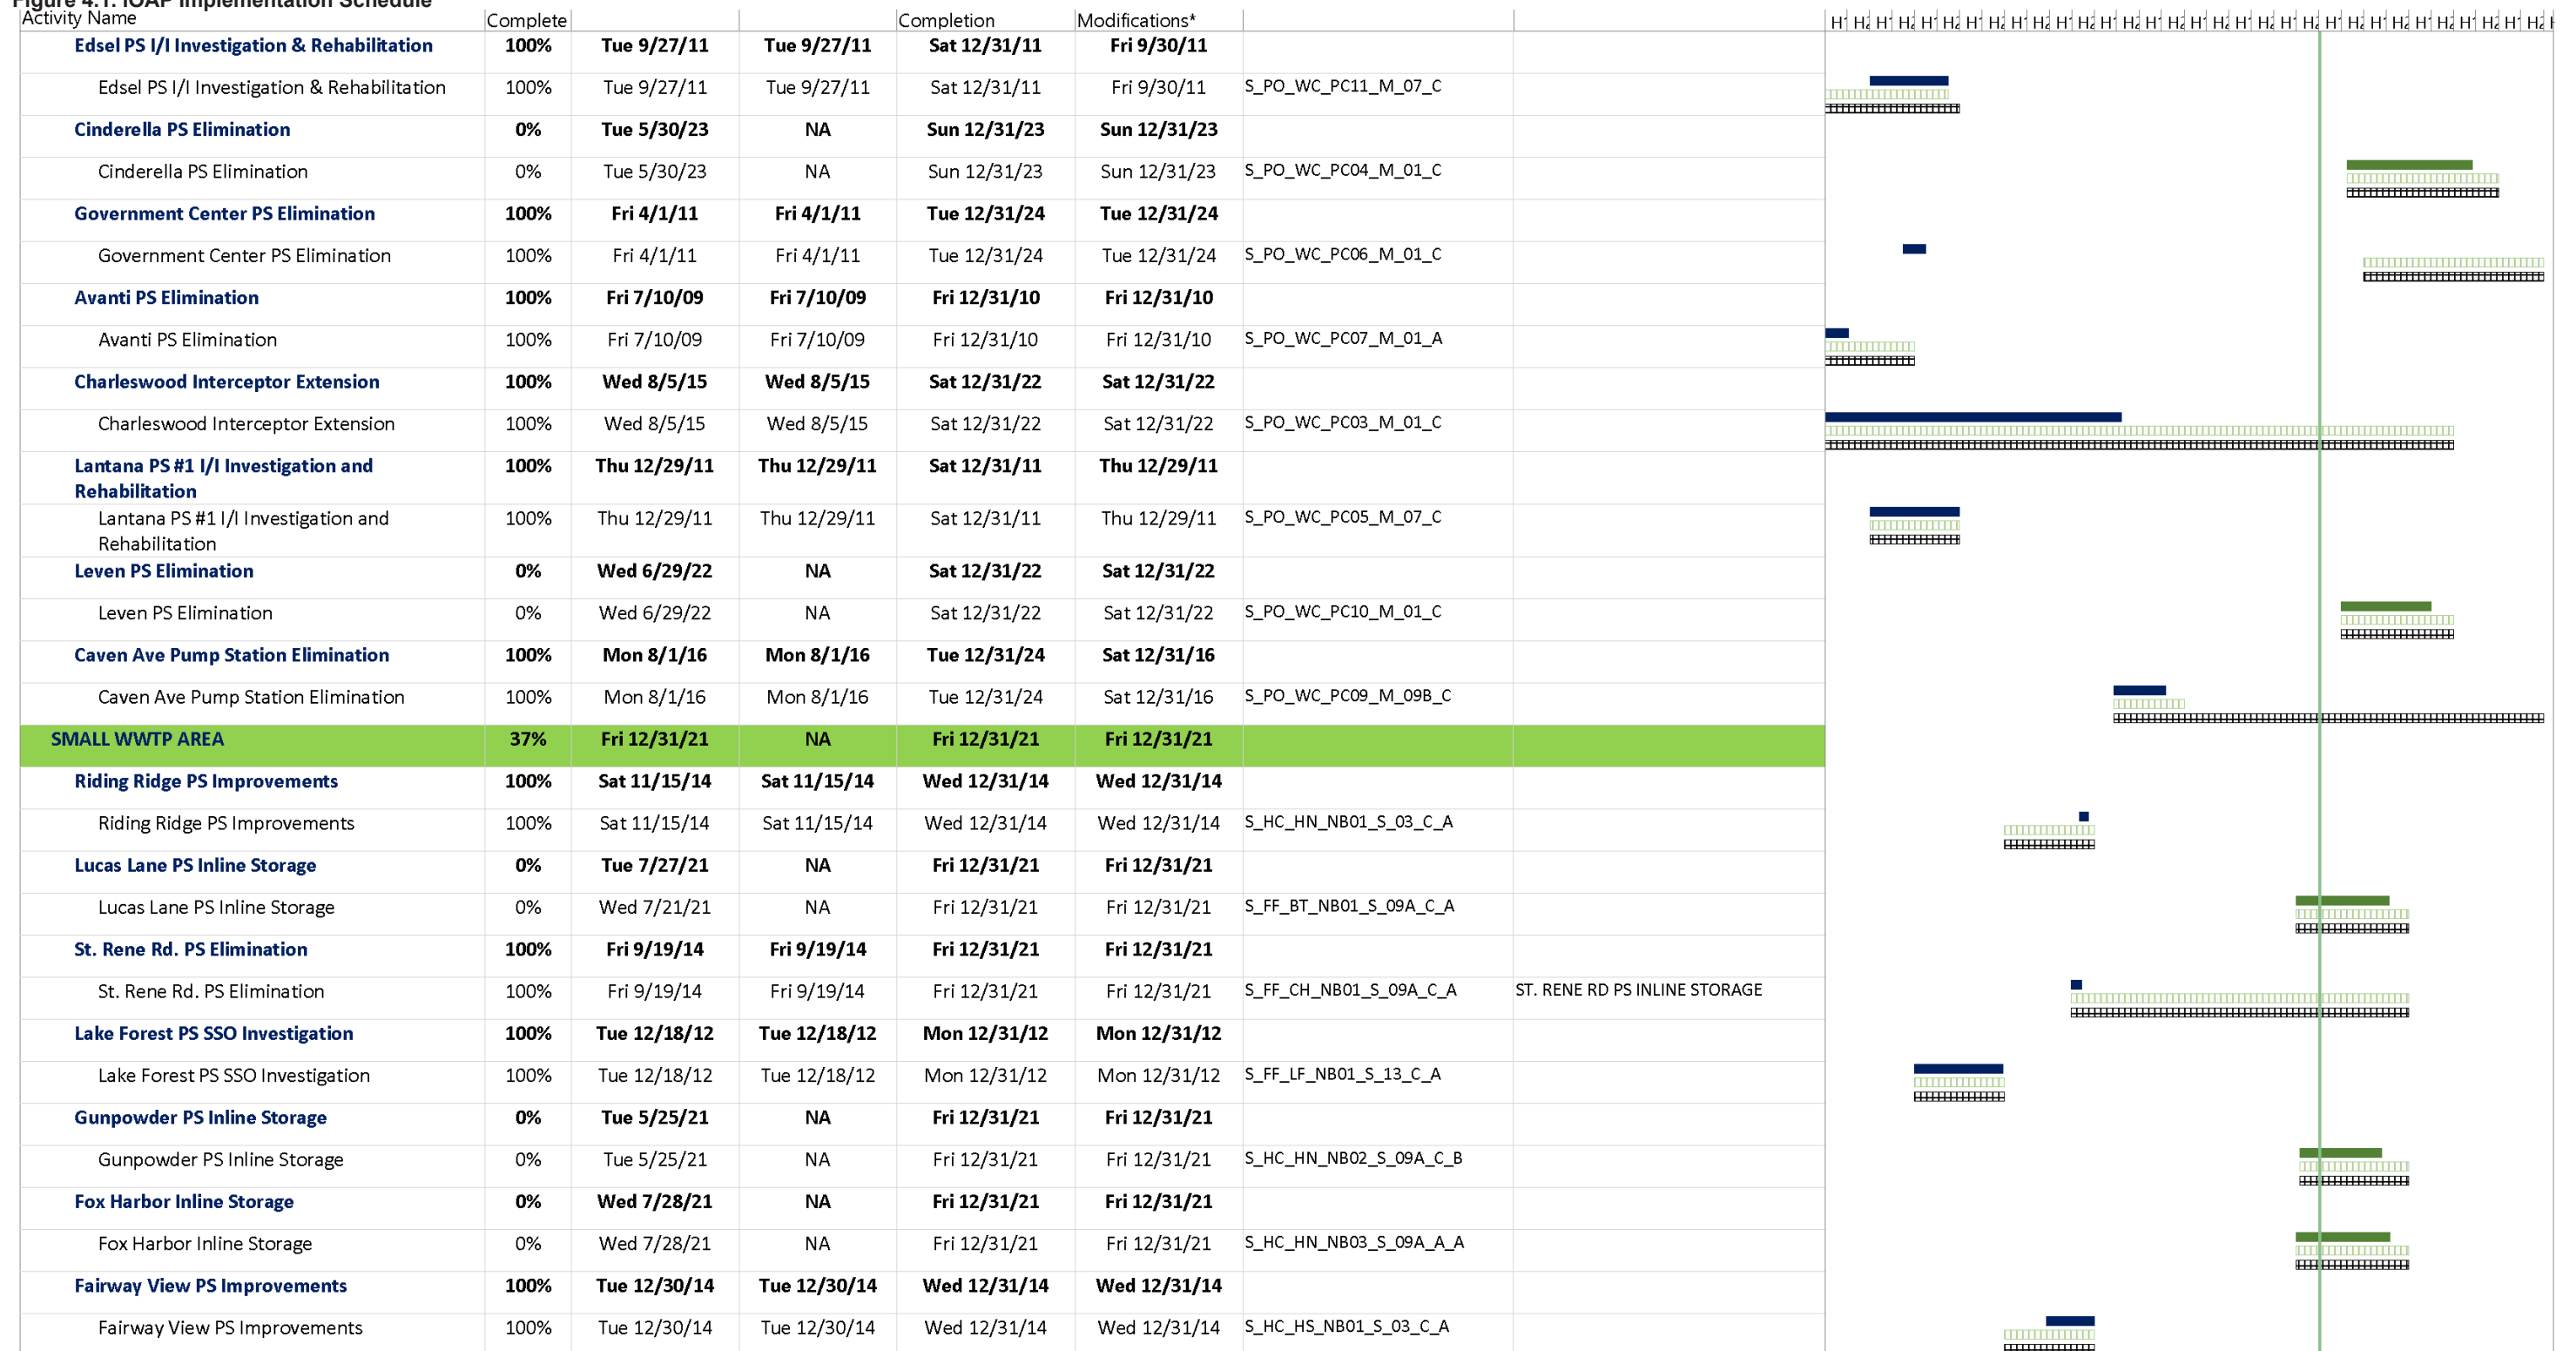 Figure 4.1: IOAP Implementation Schedule
Activity Name Complete Completion Modifications*
Edsel PS I/I Investigation & Rehabilitation 100% Tue 9/27/11 Tue 9/27/11 Sat 12/31/11 Fri 9/30/11
Edsel PS I/I Investigation & Rehabilitation 100% Tue 9/27/11 Tue 9/27/11 Sat 12/31/11 Fri 9/30/11 S_PO_WC_PC11_M_07_C
Cinderella PS Elimination 0% Tue 5/30/23 NA Sun 12/31/23 Sun 12/31/23
Cinderella PS Elimination 0% Tue 5/30/23 NA Sun 12/31/23 Sun 12/31/23 S_PO_WC_PC04_M_01_C
Government Center PS Elimination 100% Fri 4/1/11 Fri 4/1/11 Tue 12/31/24 Tue 12/31/24
Government Center PS Elimination 100% Fri 4/1/11 Fri 4/1/11 Tue 12/31/24 Tue 12/31/24 S_PO_WC_PC06_M_01_C
Avanti PS Elimination 100% Fri 7/10/09 Fri 7/10/09 Fri 12/31/10 Fri 12/31/10
Avanti PS Elimination 100% Fri 7/10/09 Fri 7/10/09 Fri 12/31/10 Fri 12/31/10 S_PO_WC_PC07_M_01_A
Charleswood Interceptor Extension 100% Wed 8/5/15 Wed 8/5/15 Sat 12/31/22 Sat 12/31/22
Charleswood Interceptor Extension 100% Wed 8/5/15 Wed 8/5/15 Sat 12/31/22 Sat 12/31/22 S_PO_WC_PC03_M_01_C
Lantana PS #1 I/I Investigation and 100% Thu 12/29/11 Thu 12/29/11 Sat 12/31/11 Thu 12/29/11
Rehabilitation
Lantana PS #1 I/I Investigation and 100% Thu 12/29/11 Thu 12/29/11 Sat 12/31/11 Thu 12/29/11 S_PO_WC_PC05_M_07_C
Rehabilitation
Leven PS Elimination 0% Wed 6/29/22 NA Sat 12/31/22 Sat 12/31/22
Leven PS Elimination 0% Wed 6/29/22 NA Sat 12/31/22 Sat 12/31/22 S_PO_WC_PC10_M_01_C
Caven Ave Pump Station Elimination 100% Mon 8/1/16 Mon 8/1/16 Tue 12/31/24 Sat 12/31/16
Caven Ave Pump Station Elimination 100% Mon 8/1/16 Mon 8/1/16 Tue 12/31/24 Sat 12/31/16 S_PO_WC_PC09_M_09B_C
SMALL WWTP AREA 37% Fri 12/31/21 NA Fri 12/31/21 Fri 12/31/21
Riding Ridge PS Improvements 100% Sat 11/15/14 Sat 11/15/14 Wed 12/31/14 Wed 12/31/14
Riding Ridge PS Improvements 100% Sat 11/15/14 Sat 11/15/14 Wed 12/31/14 Wed 12/31/14 S_HC_HN_NB01_S_03_C_A
Lucas Lane PS Inline Storage 0% Tue 7/27/21 NA Fri 12/31/21 Fri 12/31/21
Lucas Lane PS Inline Storage 0% Wed 7/21/21 NA Fri 12/31/21 Fri 12/31/21 S_FF_BT_NB01_S_09A_C_A
St. Rene Rd. PS Elimination 100% Fri 9/19/14 Fri 9/19/14 Fri 12/31/21 Fri 12/31/21
St. Rene Rd. PS Elimination 100% Fri 9/19/14 Fri 9/19/14 Fri 12/31/21 Fri 12/31/21 S_FF_CH_NB01_S_09A_C_A ST. RENE RD PS INLINE STORAGE
Lake Forest PS SSO Investigation 100% Tue 12/18/12 Tue 12/18/12 Mon 12/31/12 Mon 12/31/12
Lake Forest PS SSO Investigation 100% Tue 12/18/12 Tue 12/18/12 Mon 12/31/12 Mon 12/31/12 S_FF_LF_NB01_S_13_C_A
Gunpowder PS Inline Storage 0% Tue 5/25/21 NA Fri 12/31/21 Fri 12/31/21
Gunpowder PS Inline Storage 0% Tue 5/25/21 NA Fri 12/31/21 Fri 12/31/21 S_HC_HN_NB02_S_09A_C_B
Fox Harbor Inline Storage 0% Wed 7/28/21 NA Fri 12/31/21 Fri 12/31/21
Fox Harbor Inline Storage 0% Wed 7/28/21 NA Fri 12/31/21 Fri 12/31/21 S_HC_HN_NB03_S_09A_A_A
Fairway View PS Improvements 100% Tue 12/30/14 Tue 12/30/14 Wed 12/31/14 Wed 12/31/14
Fairway View PS Improvements 100% Tue 12/30/14 Tue 12/30/14 Wed 12/31/14 Wed 12/31/14 S_HC_HS_NB01_S_03_C_A